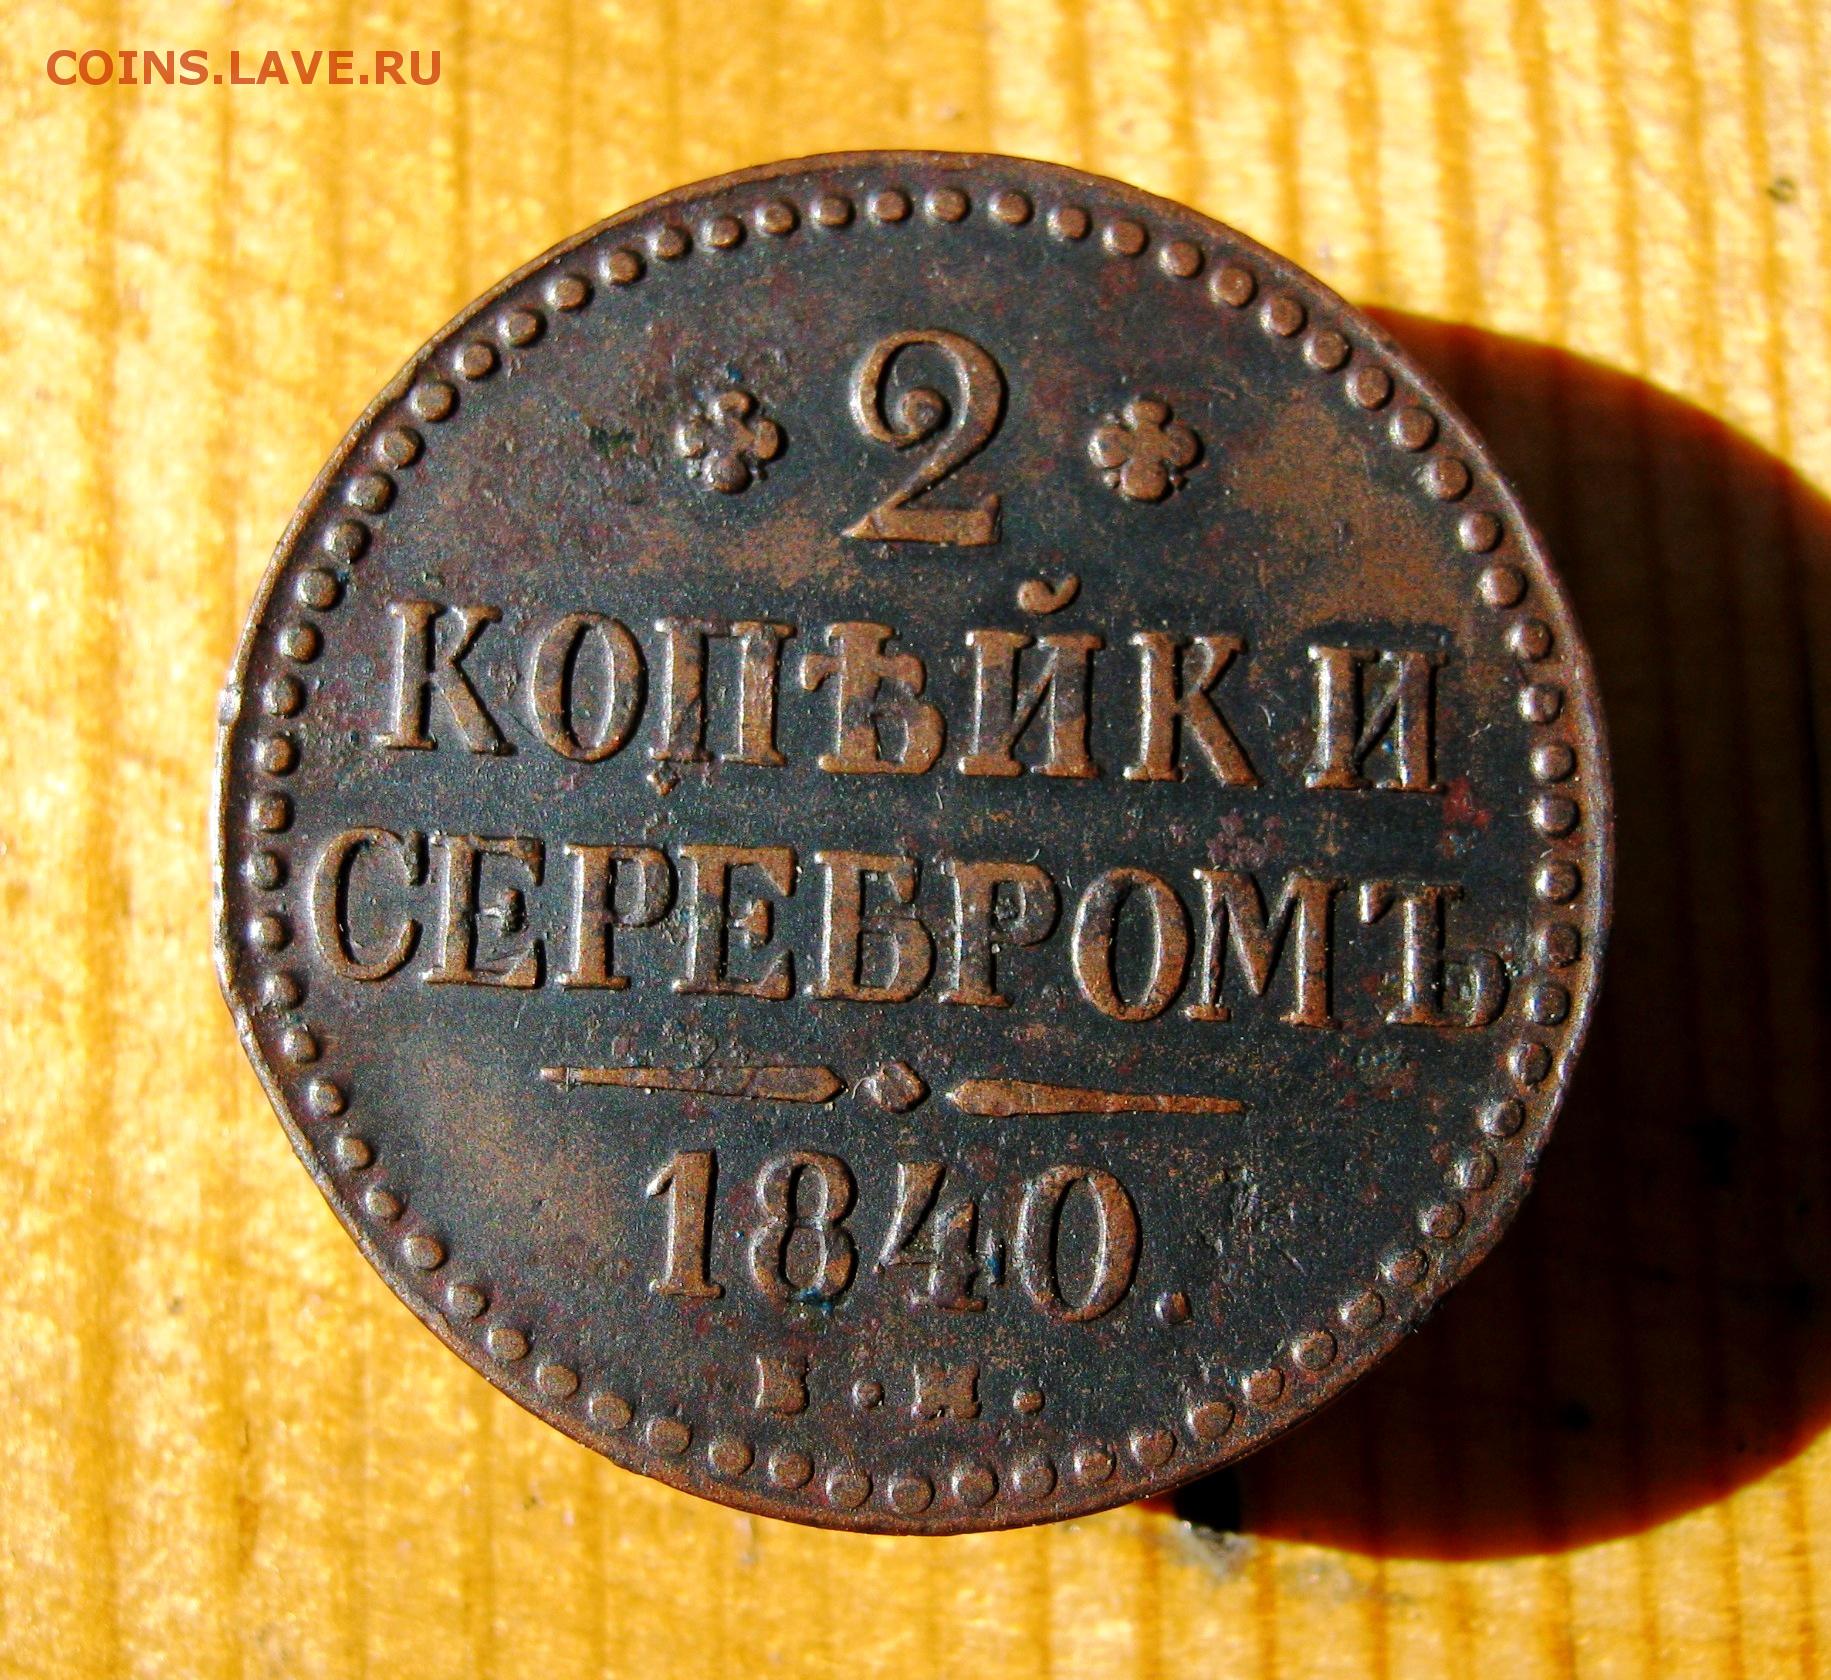 COINS.LAVE.RU
2
КОПѢЙКИ
СЕРЕБРОМЪ
1840.